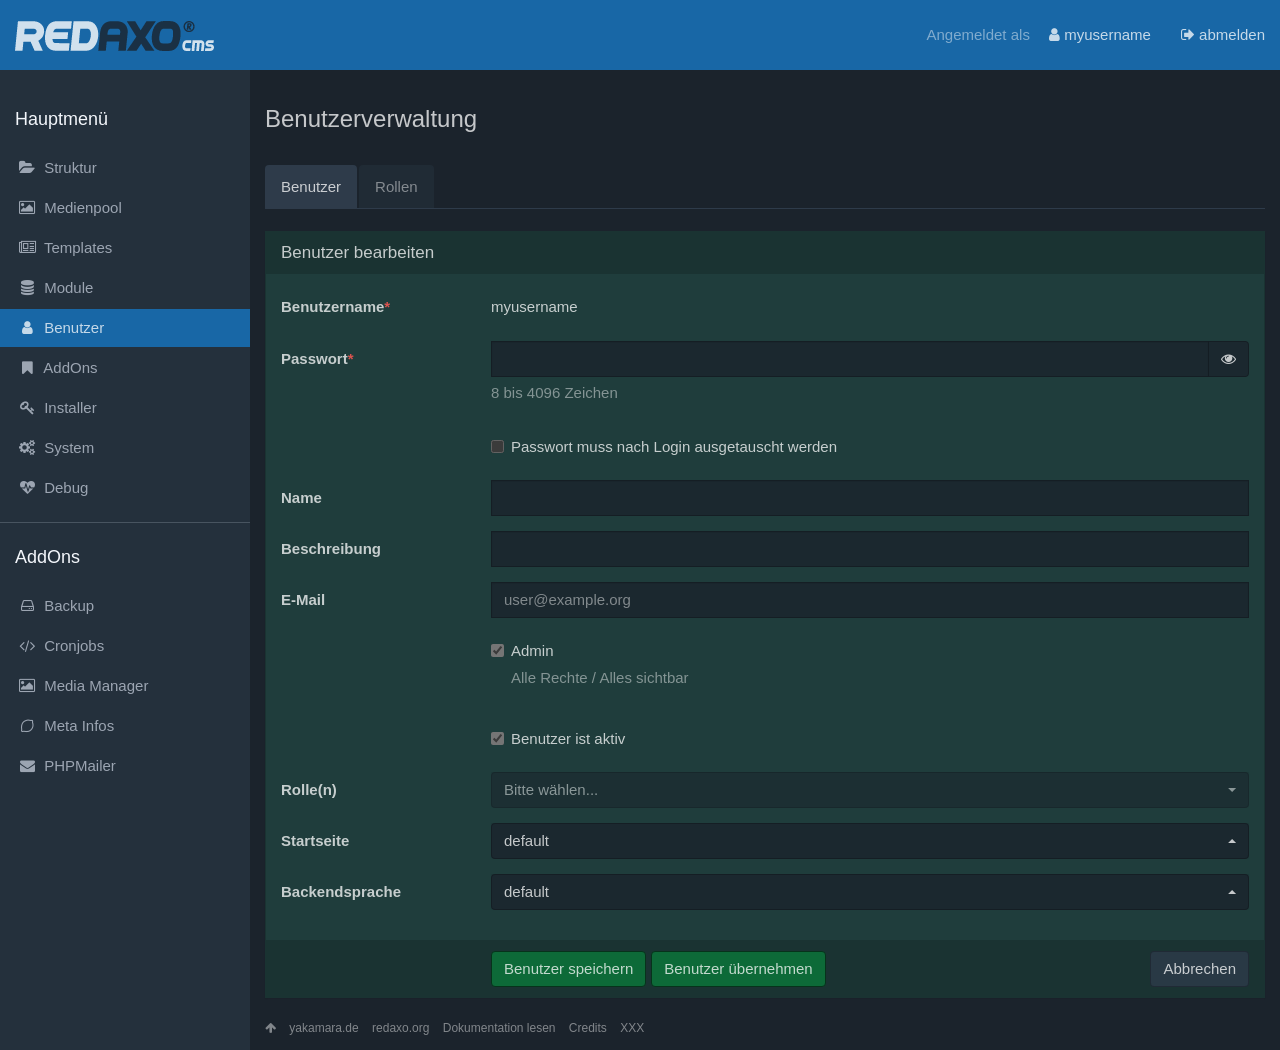 REDAXO® cms
Angemeldet als myusername abmelden
Hauptmenü
Struktur
Medienpool
Templates
Module
Benutzer
AddOns
Installer
System
Debug
AddOns
Backup
Cronjobs
Media Manager
Meta Infos
PHPMailer
Benutzerverwaltung
Benutzer Rollen
Benutzer bearbeiten
Benutzername* myusername
Passwort*
8 bis 4096 Zeichen
Passwort muss nach Login ausgetauscht werden
Name
Beschreibung
E-Mail user@example.org
Admin
Alle Rechte / Alles sichtbar
Benutzer ist aktiv
Rolle(n) Bitte wählen...
Startseite default
Backendsprache default
Benutzer speichern Benutzer übernehmen Abbrechen
yakamara.de redaxo.org Dokumentation lesen Credits XXX